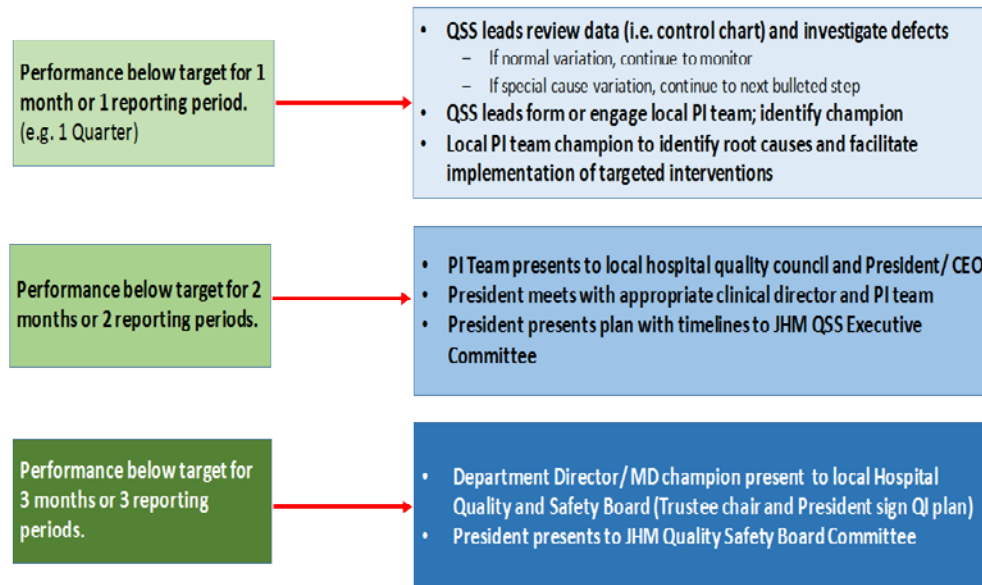 Performance below target for 1
month or 1 reporting period.
(e.g. 1 Quarter)
• QSS leads review data (i.e. control chart) and investigate defects
– If normal variation, continue to monitor
– If special cause variation, continue to next bulleted step
• QSS leads form or engage local PI team; identify champion
• Local PI team champion to identify root causes and facilitate
implementation of targeted interventions
Performance below target for 2
months or 2 reporting periods.
• PI Team presents to local hospital quality council and President/ CEO
• President meets with appropriate clinical director and PI team
• President presents plan with timelines to JHM QSS Executive
Committee
Performance below target for
3 months or 3 reporting
periods.
• Department Director/ MD champion present to local Hospital
Quality and Safety Board (Trustee chair and President sign QI plan)
• President presents to JHM Quality Safety Board Committee